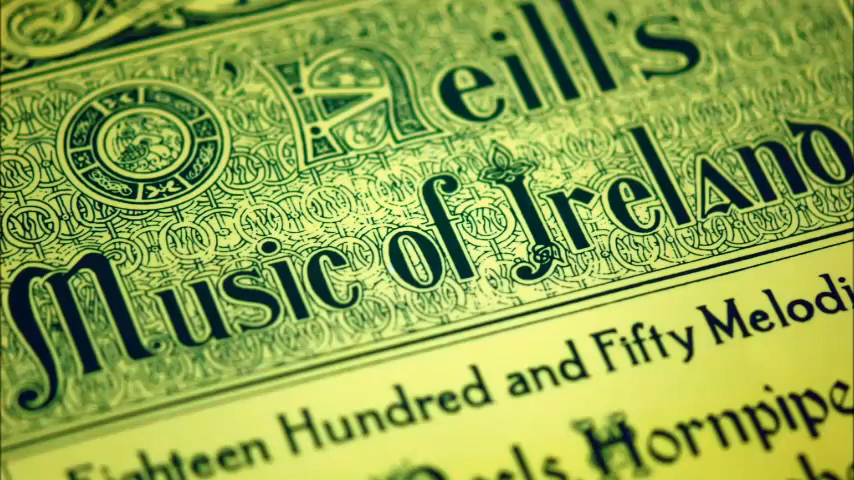 O'Neill's
Music of Ireland
Eighteen Hundred and Fifty Melodi
Reels, Hornpipe